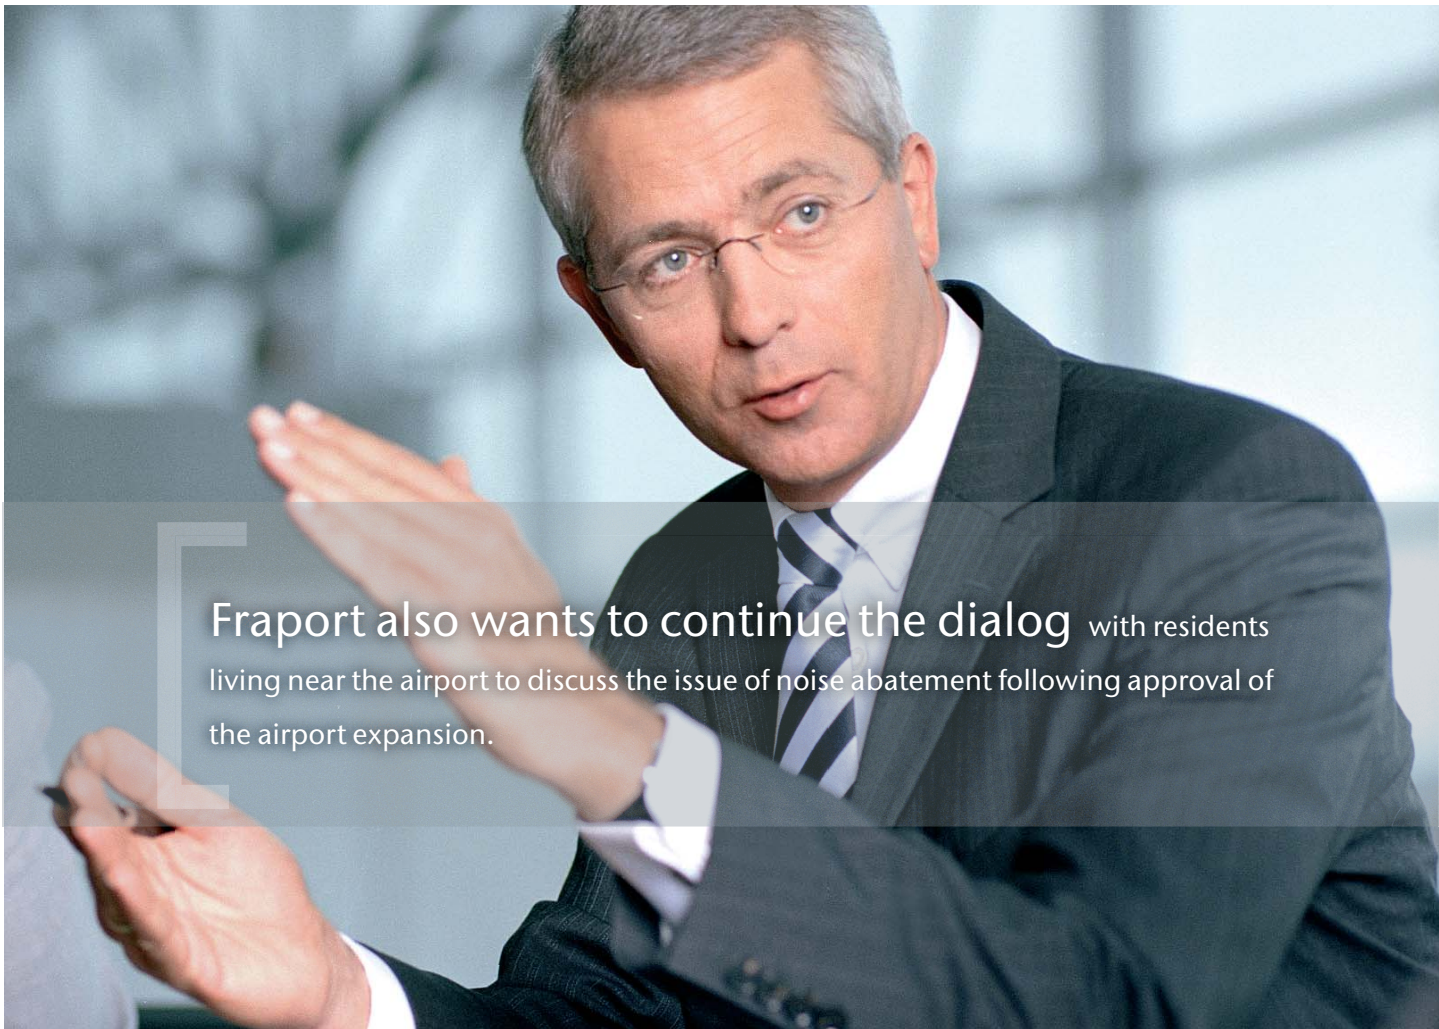 Fraport also wants to continue the dialog with residents
living near the airport to discuss the issue of noise abatement following approval of
the airport expansion.